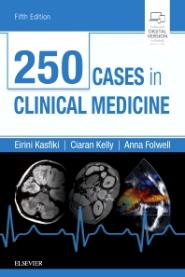 Fifth Edition
DIGITAL
VERSION
250 CASES in
CLINICAL MEDICINE
Eirini Kasfiki | Ciaran Kelly | Anna Folwell
ELSEVIER